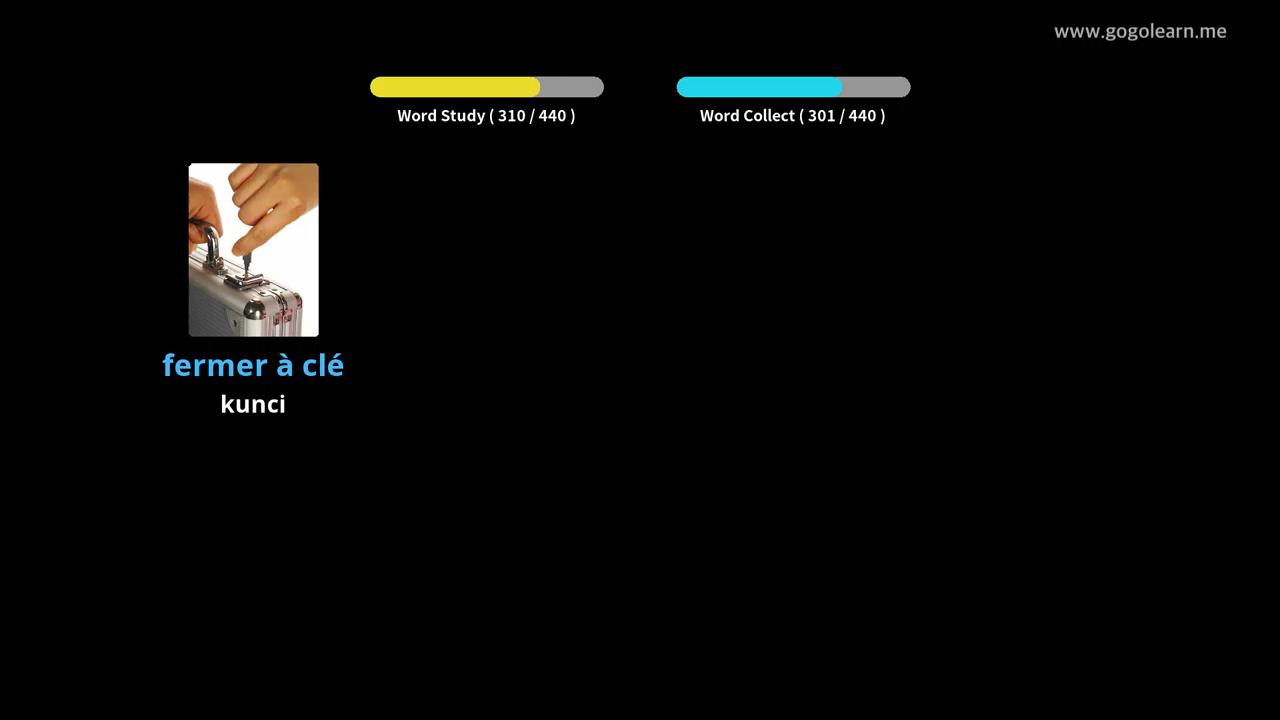 www.gogolearn.me
Word Study ( 310 / 440 )
Word Collect ( 301 / 440 )
fermer à clé
kunci